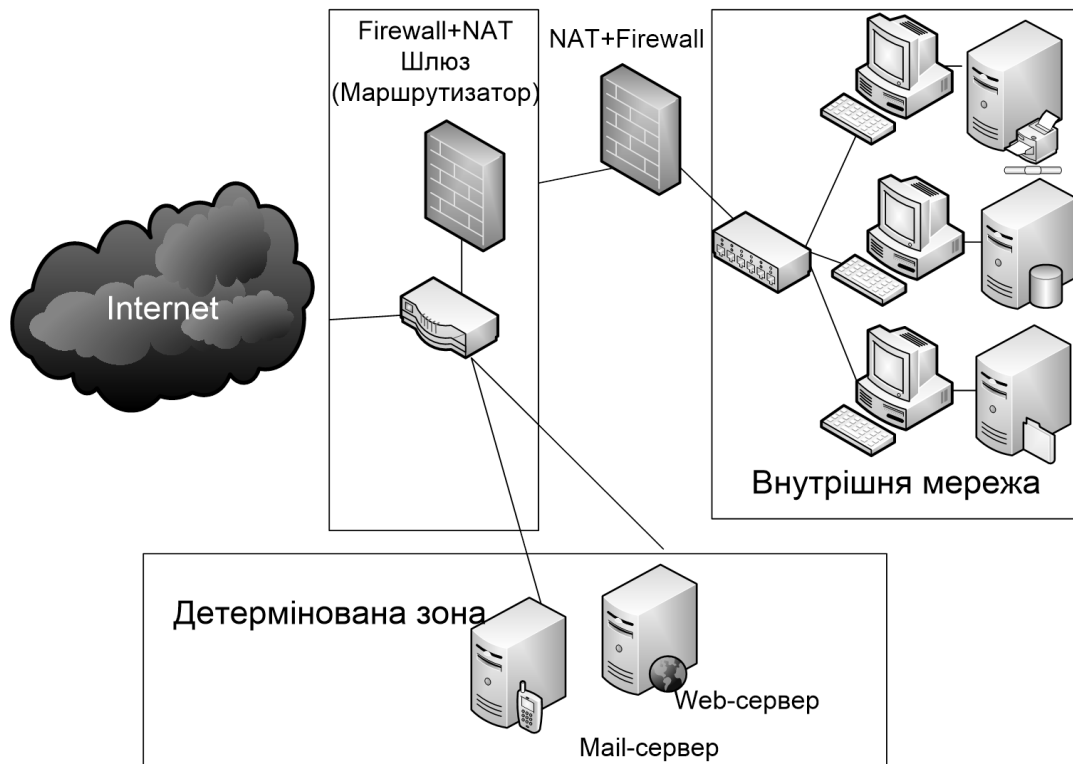 Firewall+NAT
Шлюз
(Маршрутизатор)
NAT+Firewall
Internet
Внутрішня мережа
Детермінована зона
Web-сервер
Mail-сервер